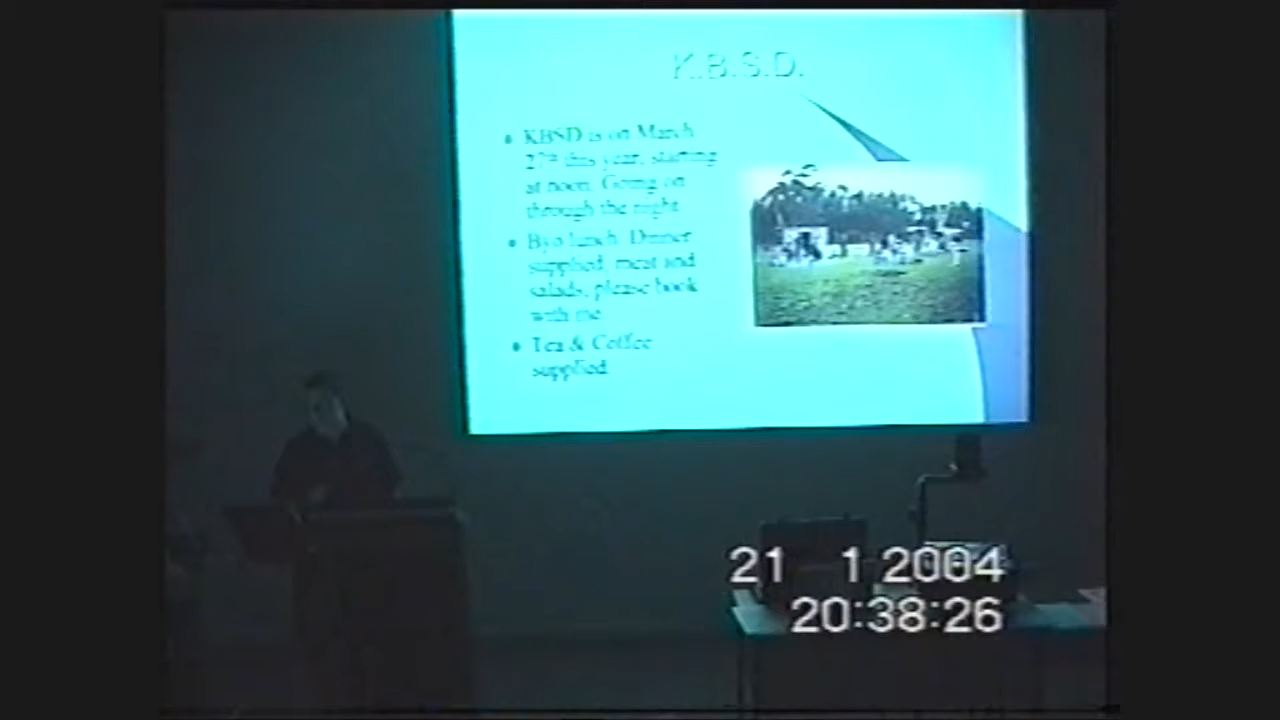 K.B.S.D.
KBSD is on March
27th this year, starting
at noon. Going on
through the night.
Byo lunch. Dinner
supplied, meat and
salads, please book
with me.
Tea & Coffee
supplied.
21 1 2004
20:38:26